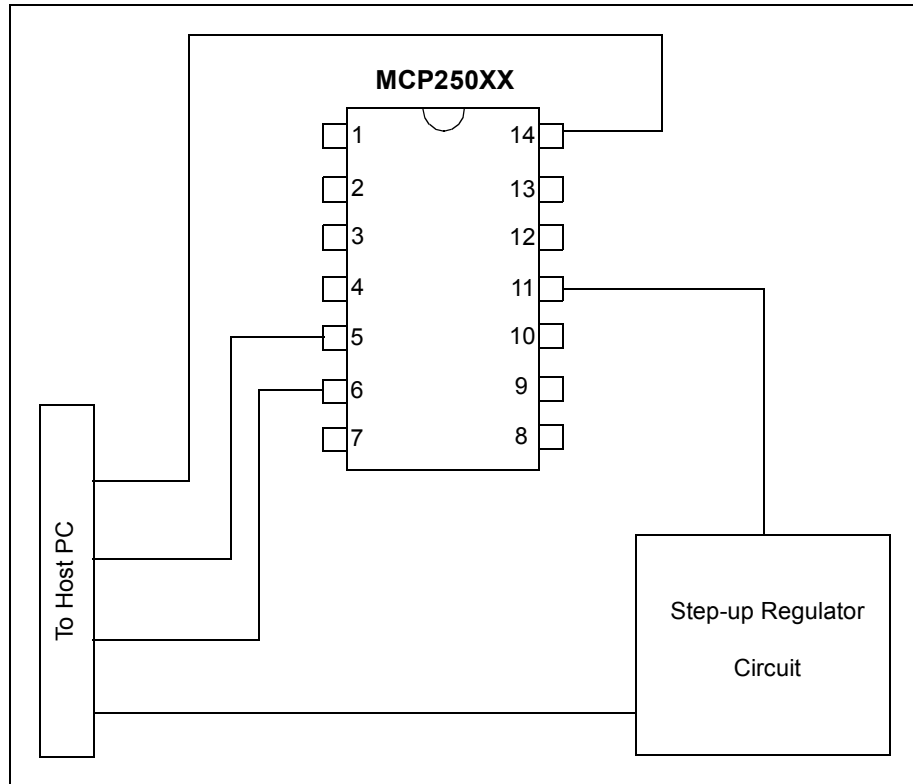 MCP250XX
1 14
2 13
3 12
4 11
5 10
6 9
7 8
To Host PC
Step-up Regulator
Circuit